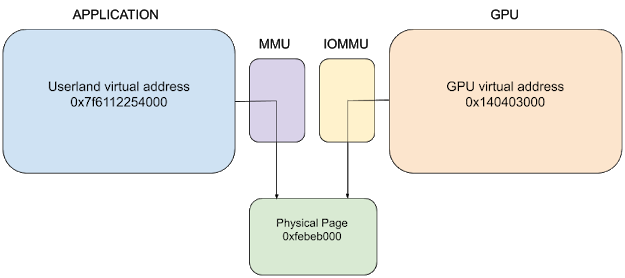 APPLICATION
MMU
IOMMU
GPU
Userland virtual address
0x7f6112254000
GPU virtual address
0x140403000
Physical Page
0xfebeb000